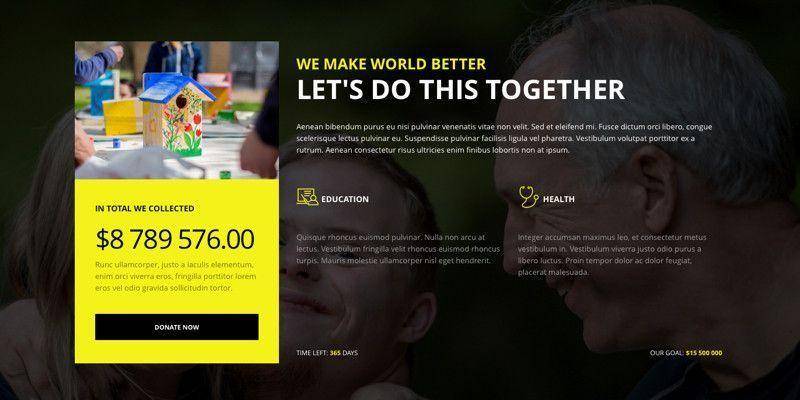 WE MAKE WORLD BETTER
LET'S DO THIS TOGETHER
Aenean bibendum purus eu nisi pulvinar venenatis vitae non velit. Sed et eleifend mi. Fusce dictum orci libero, congue
scelerisque lectus pulvinar eu. Suspendisse pulvinar facilisis ligula vel pharetra. Vestibulum volutpat porttitor ex a
rutrum. Aenean consectetur risus ultricies enim finibus lobortis non at ipsum.
IN TOTAL WE COLLECTED
$8 789 576.00
Runc ullamcorper, justo a iaculis elementum,
enim orci viverra eros, fringilla porttitor lorem
eros vel odio gravida sollicitudin tortor.
DONATE NOW
EDUCATION
Quisque rhoncus euismod pulvinar. Nulla non arcu at
lectus. Vestibulum fringilla velit rhoncus euismod rhoncus
turpis. Mauris molestie ullamcorper nisl eget hendrerit.
HEALTH
Integer accumsan maximus leo, et consectetur metus
vestibulum in. Vestibulum viverra justo odio purus a
libero luctus. Proin tempor dolor ac dolor feugiat,
placerat malesuada.
TIME LEFT: 365 DAYS
OUR GOAL: $15 500 000